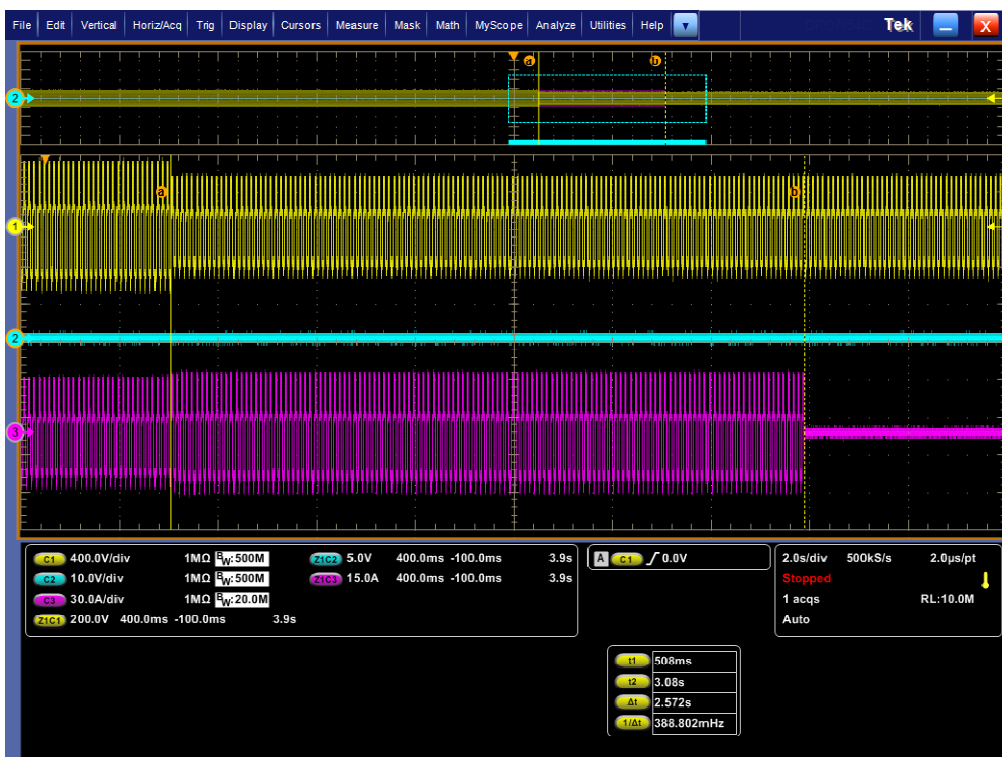 File Edit Vertical Horiz/Acq Trig Display Cursors Measure Mask Math MyScope Analyze Utilities Help Tek X
a b
2
a b
1
2
3
C1 400.0V/div 1MΩ BW:500M Z1C2 5.0V 400.0ms -100.0ms 3.9s
C2 10.0V/div 1MΩ BW:500M Z1C3 15.0A 400.0ms -100.0ms 3.9s
C3 30.0A/div 1MΩ BW:20.0M
Z1C1 200.0V 400.0ms -100.0ms 3.9s
A C1 0.0V
2.0s/div 500kS/s 2.0µs/pt
Stopped
1 acqs RL:10.0M
Auto
t1 508ms
t2 3.08s
Δt 2.572s
1/Δt 388.802mHz